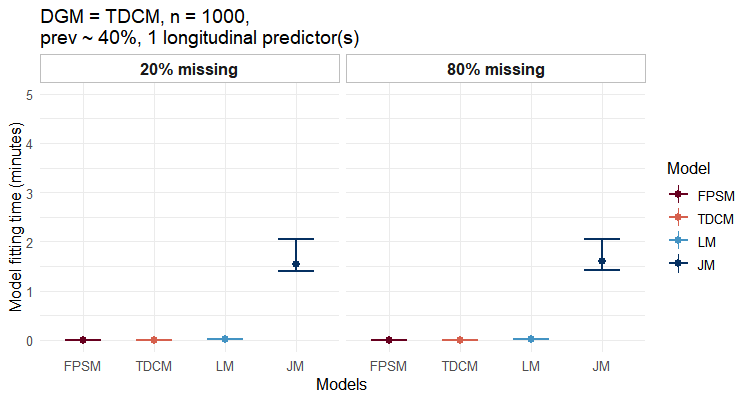 DGM = TDCM, n = 1000,
prev ~ 40%, 1 longitudinal predictor(s)
20% missing
80% missing
Model fitting time (minutes)
5
4
3
2
1
0
FPSM TDCM LM JM
FPSM TDCM LM JM
Models
Model
FPSM
TDCM
LM
JM